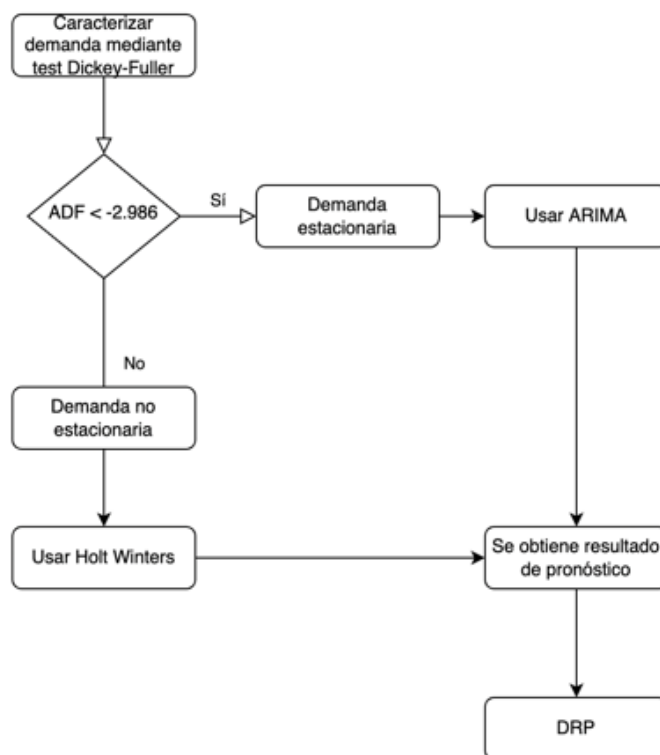 Caracterizar
demanda mediante
test Dickey-Fuller
ADF < -2.986
Sí
Demanda
estacionaria
Usar ARIMA
No
Demanda no
estacionaria
Usar Holt Winters
Se obtiene resultado
de pronóstico
DRP